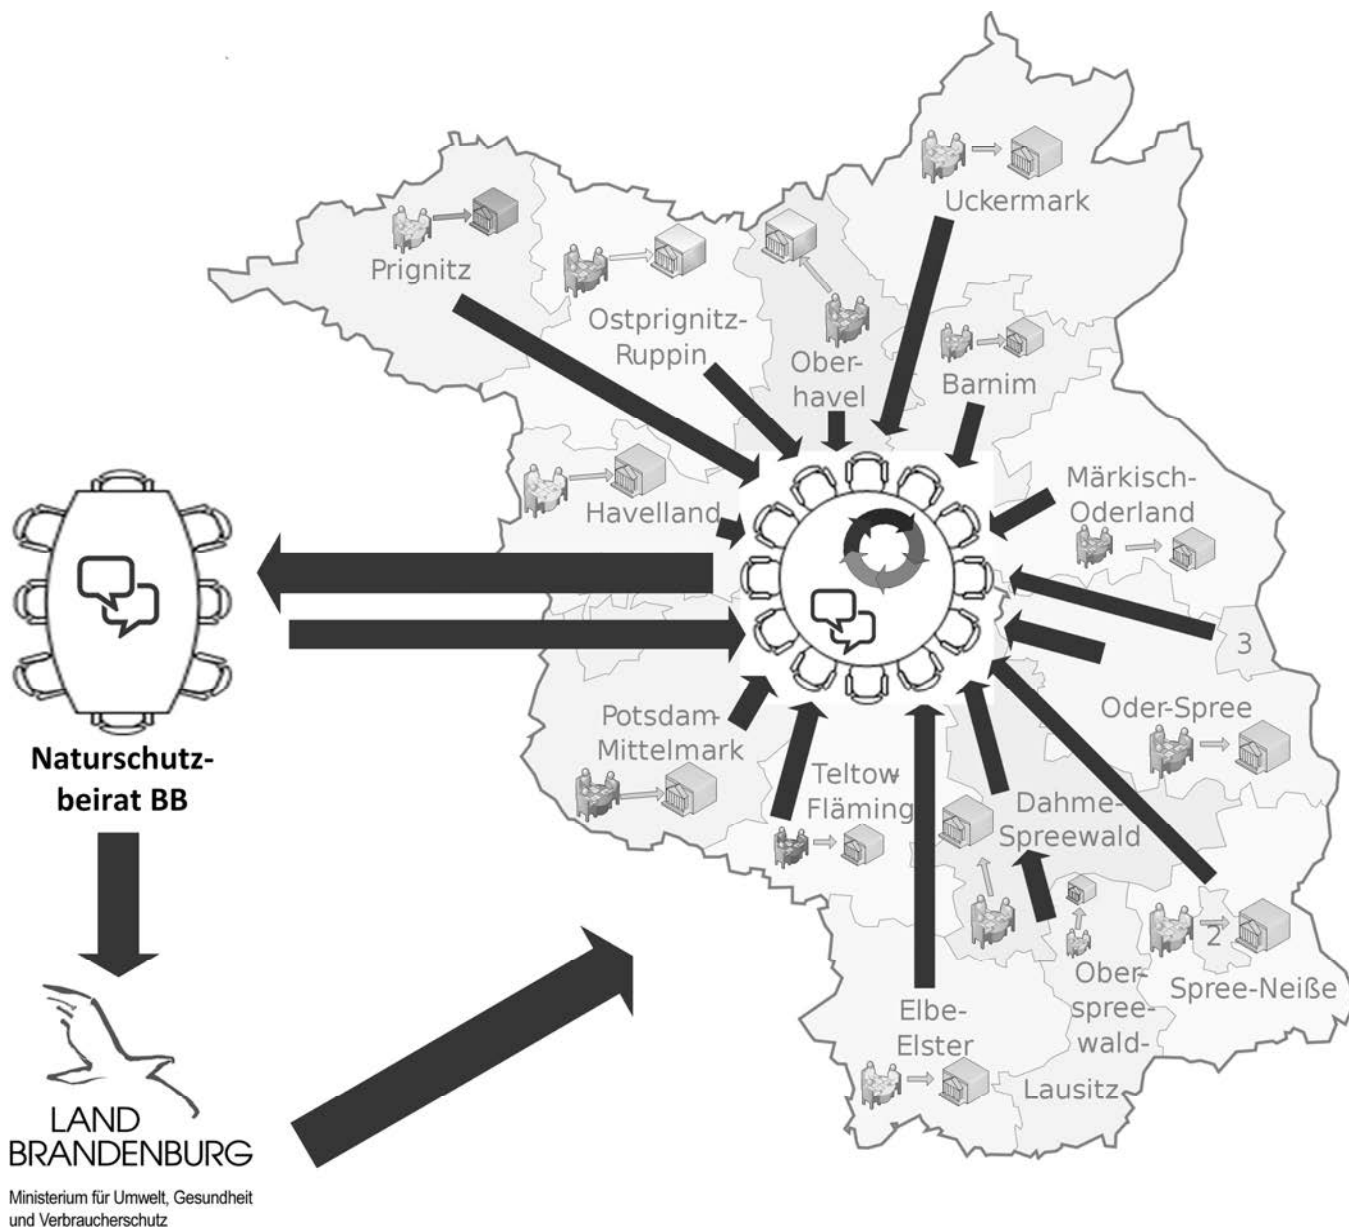 Uckermark
Prignitz
Ostprignitz-
Ruppin
Ober-
havel
Barnim
Havelland
Märkisch-
Oderland
3
Naturschutz-
beirat BB
Potsdam-
Mittelmark
Oder-Spree
Teltow-
Fläming
Dahme-
Spreewald
2
Spree-Neiße
Elbe-
Elster
Ober-
spree-
wald-
Lausitz
LAND
BRANDENBURG
Ministerium für Umwelt, Gesundheit
und Verbraucherschutz